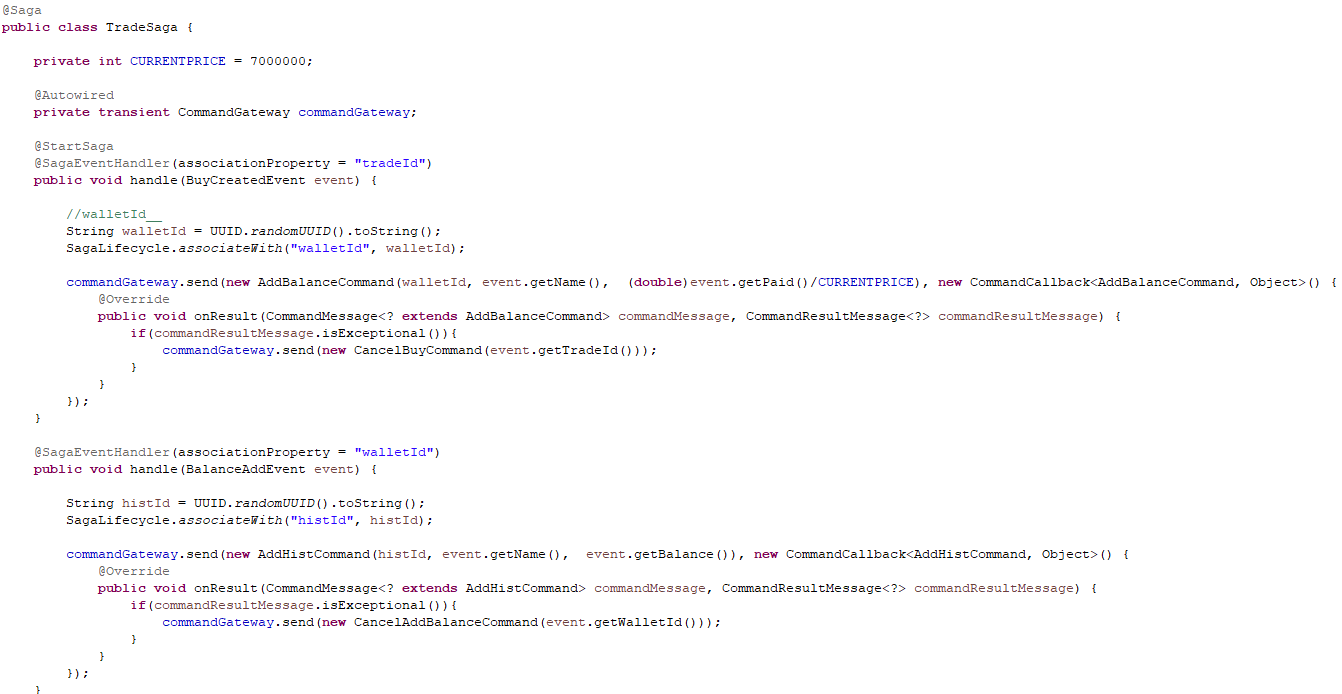 @Saga
public class TradeSaga {
private int CURRENTPRICE = 7000000;
@Autowired
private transient CommandGateway commandGateway;
@StartSaga
@SagaEventHandler(associationProperty = "tradeId")
public void handle(BuyCreatedEvent event) {
//walletId__
String walletId = UUID.randomUUID().toString();
SagaLifecycle.associateWith("walletId", walletId);
commandGateway.send(new AddBalanceCommand(walletId, event.getName(),  (double)event.getPaid()/CURRENTPRICE), new CommandCallback<AddBalanceCommand, Object>() {
@Override
public void onResult(CommandMessage<? extends AddBalanceCommand> commandMessage, CommandResultMessage<?> commandResultMessage) {
if(commandResultMessage.isExceptional()){
commandGateway.send(new CancelBuyCommand(event.getTradeId()));
}
}
});
}
@SagaEventHandler(associationProperty = "walletId")
public void handle(BalanceAddEvent event) {
String histId = UUID.randomUUID().toString();
SagaLifecycle.associateWith("histId", histId);
commandGateway.send(new AddHistCommand(histId, event.getName(),  event.getBalance()), new CommandCallback<AddHistCommand, Object>() {
@Override
public void onResult(CommandMessage<? extends AddHistCommand> commandMessage, CommandResultMessage<?> commandResultMessage) {
if(commandResultMessage.isExceptional()){
commandGateway.send(new CancelAddBalanceCommand(event.getWalletId()));
}
}
});
}